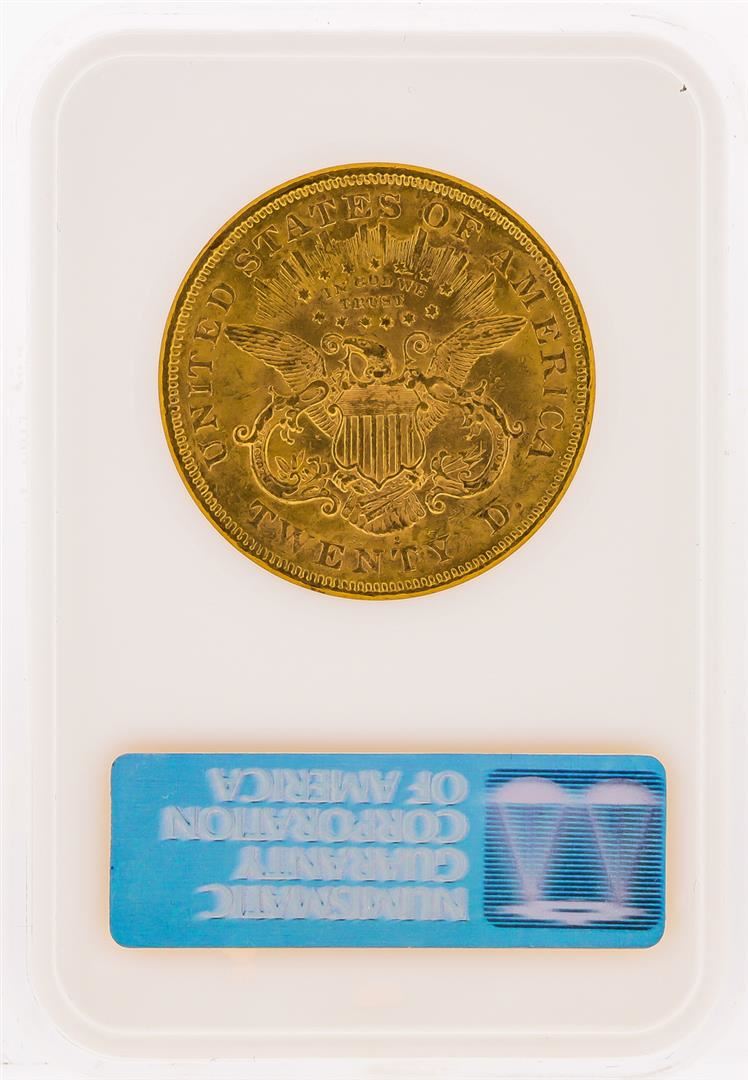 UNITED STATES OF AMERICA
IN GOD WE
TRUST
TWENTY D.
S
NUMISMATIC
GUARANTY
CORPORATION
OF AMERICA